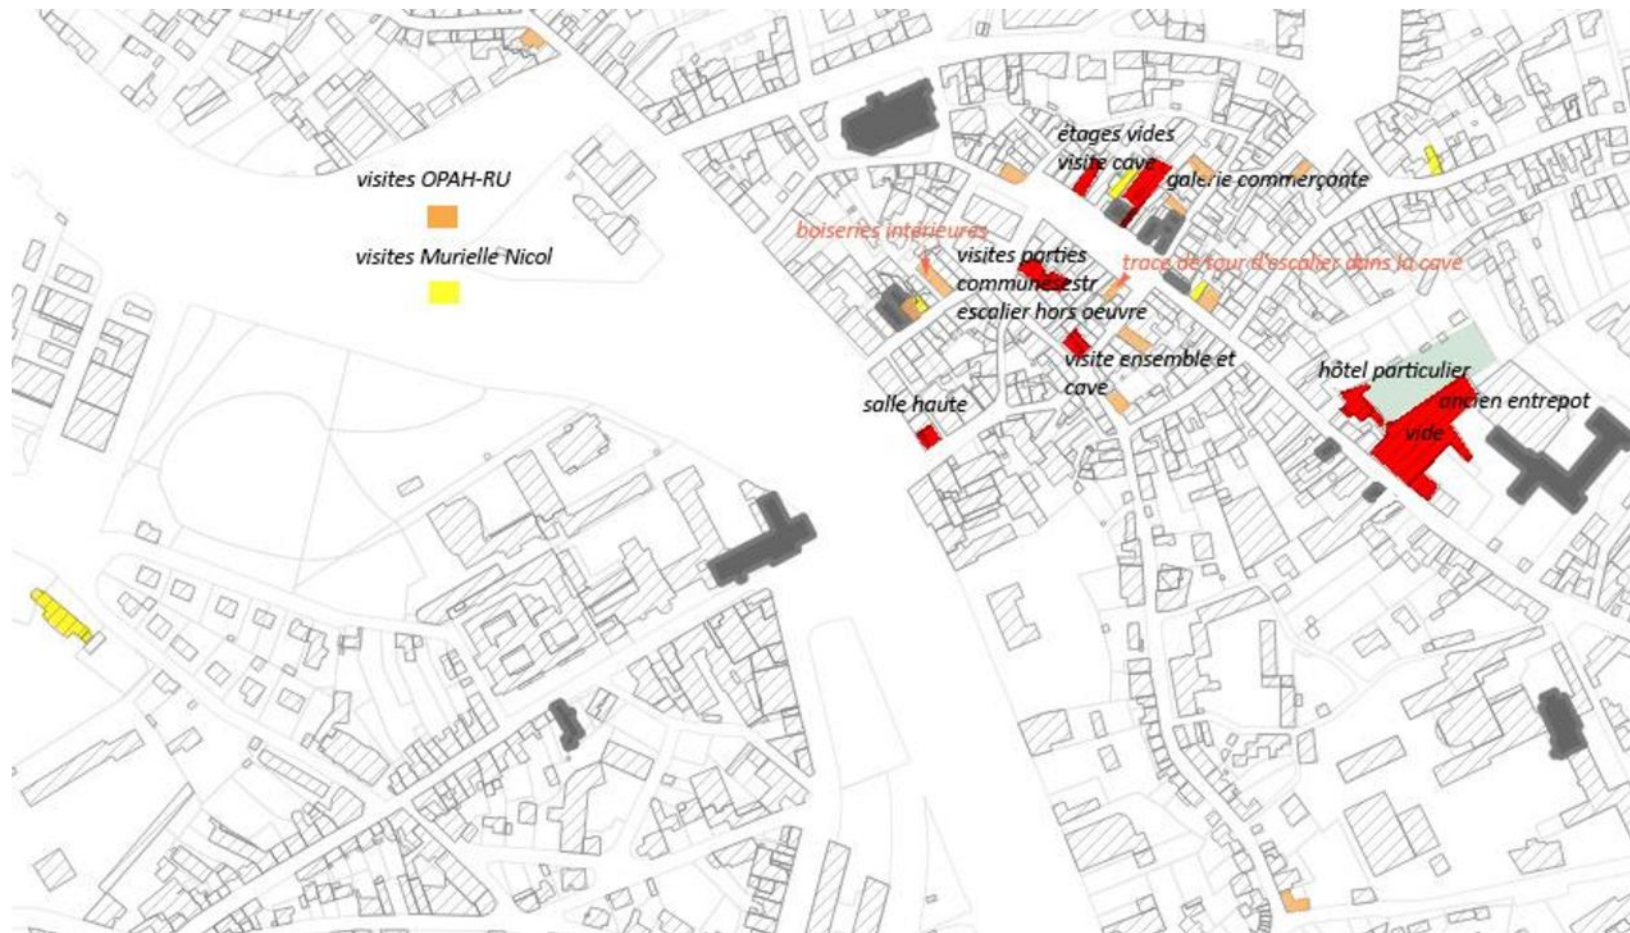 étages vides
visite cave
visites OPAH-RU
galerie commerçante
boiseries intérieures
visites Murielle Nicol
visites parties
communesestr
escalier hors oeuvre
trace de tour d'escalier dans la cave
visite ensemble et
cave
hôtel particulier
salle haute
ancien entrepot
vide